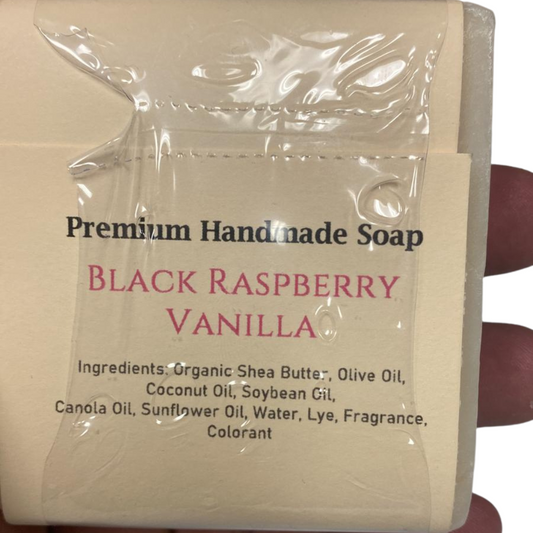 Premium Handmade Soap
Black Raspberry
Vanilla
Ingredients: Organic Shea Butter, Olive Oil,
Coconut Oil, Soybean Oil,
Canola Oil, Sunflower Oil, Water, Lye, Fragrance,
Colorant